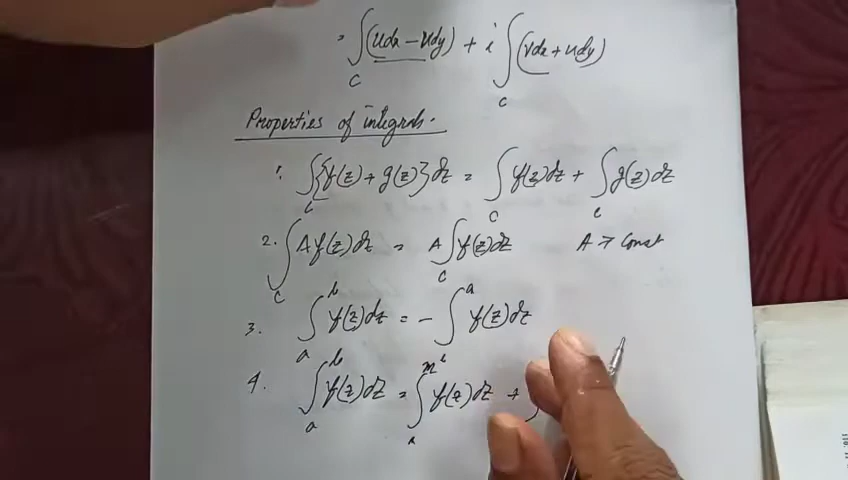 = ∫_C (udx - vdy) + i ∫_C (vdx + udy)
Properties of integrals.
1. ∫_C {f(z) + g(z)} dz = ∫_C f(z) dz + ∫_C g(z) dz
2. ∫_C A f(z) dz = A ∫_C f(z) dz A → Const
3. ∫_a^b f(z) dz = - ∫_b^a f(z) dz
4. ∫_a^b f(z) dz = ∫_a^m f(z) dz + ∫